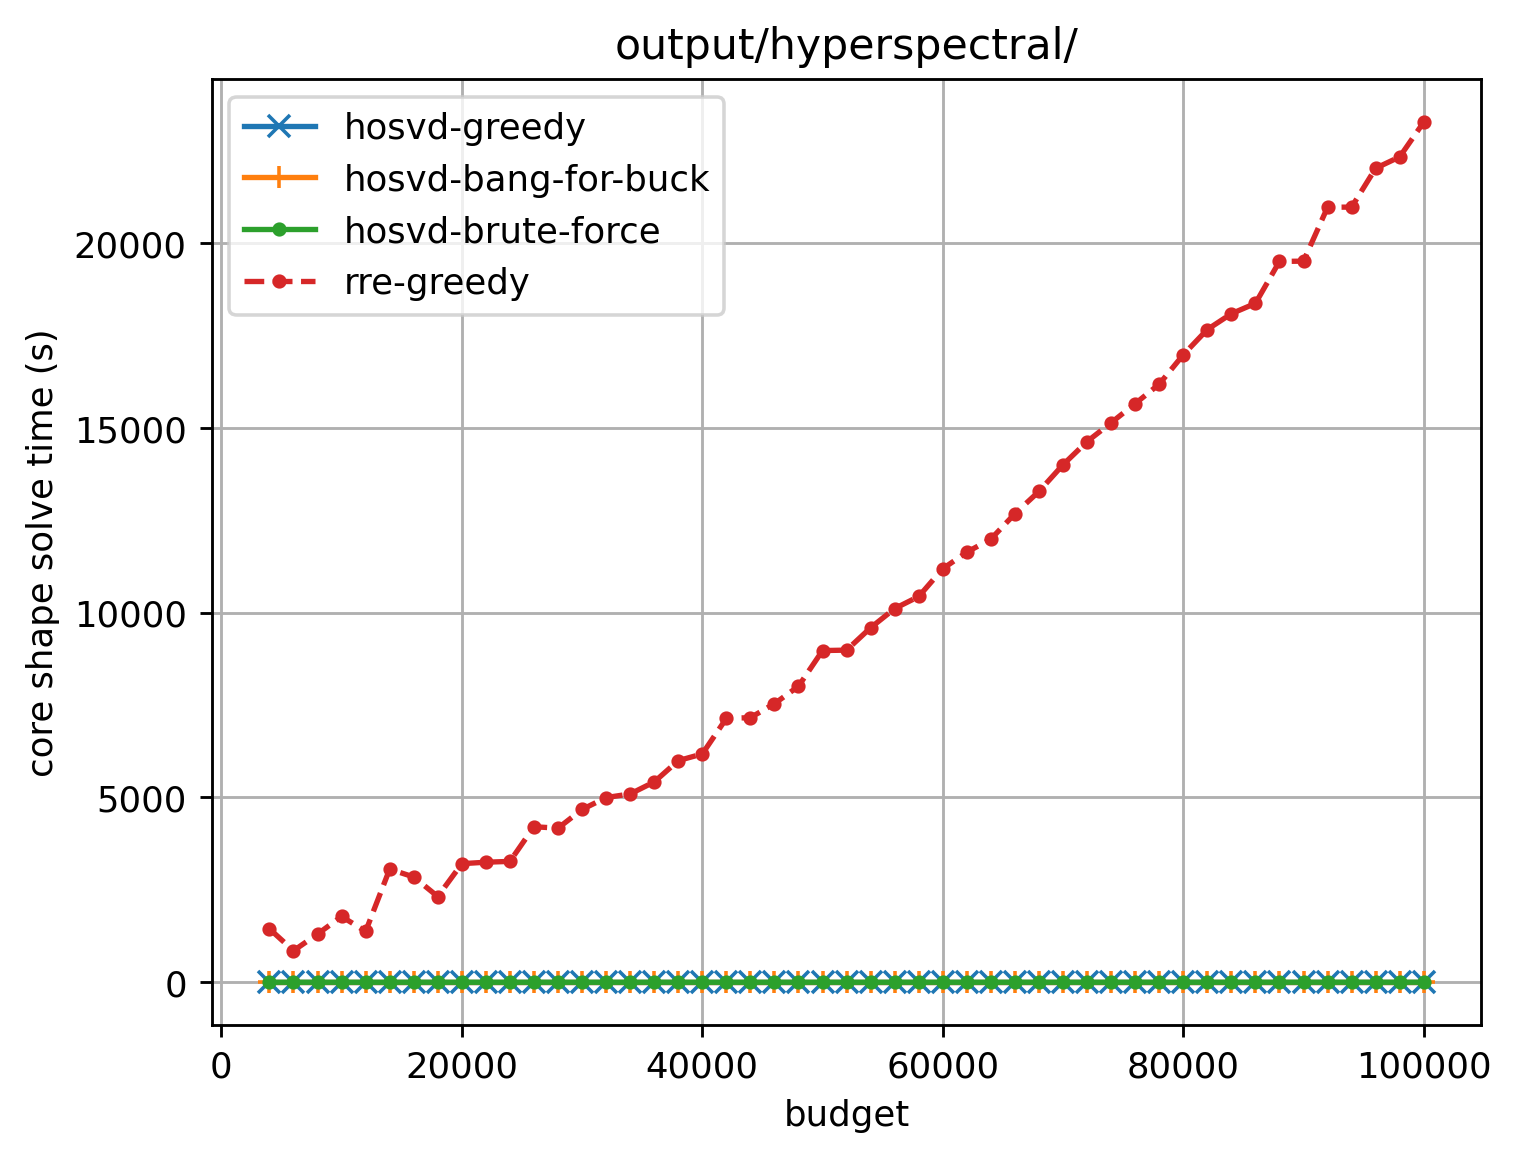 output/hyperspectral/
hosvd-greedy
hosvd-bang-for-buck
hosvd-brute-force
rre-greedy
core shape solve time (s)
20000
15000
10000
5000
0
0 20000 40000 60000 80000 100000
budget